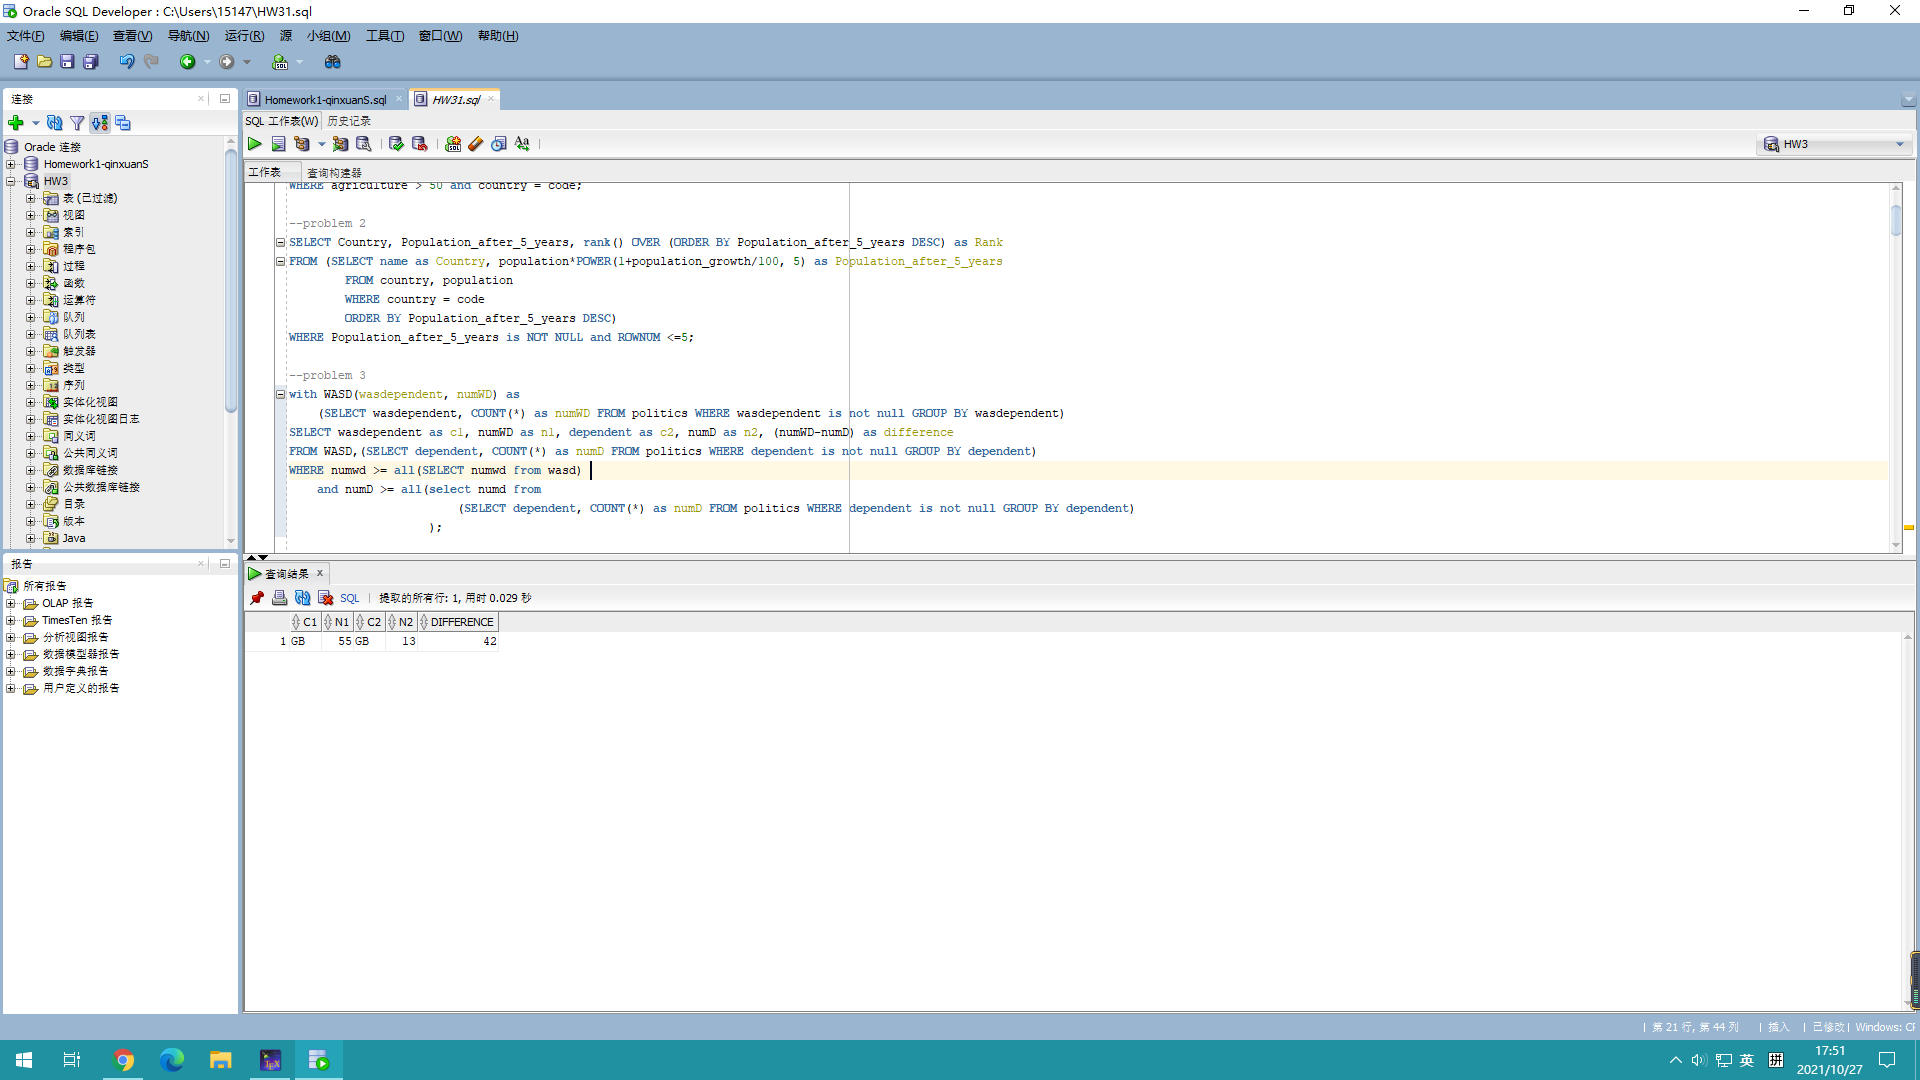 Oracle SQL Developer : C:\Users\15147\HW31.sql
文件(F) 编辑(E) 查看(V) 导航(N) 运行(R) 源 小组(M) 工具(T) 窗口(W) 帮助(H)
连接
Oracle 连接
Homework1-qinxuanS
HW3
表 (已过滤)
视图
索引
程序包
过程
函数
运算符
队列
队列表
触发器
类型
序列
实体化视图
实体化视图日志
同义词
公共同义词
数据库链接
公共数据库链接
目录
版本
Java
报告
所有报告
OLAP 报告
TimesTen 报告
分析视图报告
数据模型器报告
数据字典报告
用户定义的报告
Homework1-qinxuanS.sql HW31.sql
SQL 工作表(W) 历史记录
HW3
工作表 查询构建器
WHERE agriculture > 50 and country = code;
--problem 2
SELECT Country, Population_after_5_years, rank() OVER (ORDER BY Population_after_5_years DESC) as Rank
FROM (SELECT name as Country, population*POWER(1+population_growth/100, 5) as Population_after_5_years
FROM country, population
WHERE country = code
ORDER BY Population_after_5_years DESC)
WHERE Population_after_5_years is NOT NULL and ROWNUM <=5;
--problem 3
with WASD(wasdependent, numWD) as
(SELECT wasdependent, COUNT(*) as numWD FROM politics WHERE wasdependent is not null GROUP BY wasdependent)
SELECT wasdependent as c1, numWD as n1, dependent as c2, numD as n2, (numWD-numD) as difference
FROM WASD,(SELECT dependent, COUNT(*) as numD FROM politics WHERE dependent is not null GROUP BY dependent)
WHERE numwd >= all(SELECT numwd from wasd)
and numD >= all(select numd from
(SELECT dependent, COUNT(*) as numD FROM politics WHERE dependent is not null GROUP BY dependent)
);
查询结果 x
SQL | 提取的所有行: 1, 用时 0.029 秒
C1 N1 C2 N2 DIFFERENCE
1 GB 55 GB 13 42
第 21 行, 第 44 列 | 插入 | 已修改 | Windows: CF
英 拼
17:51
2021/10/27